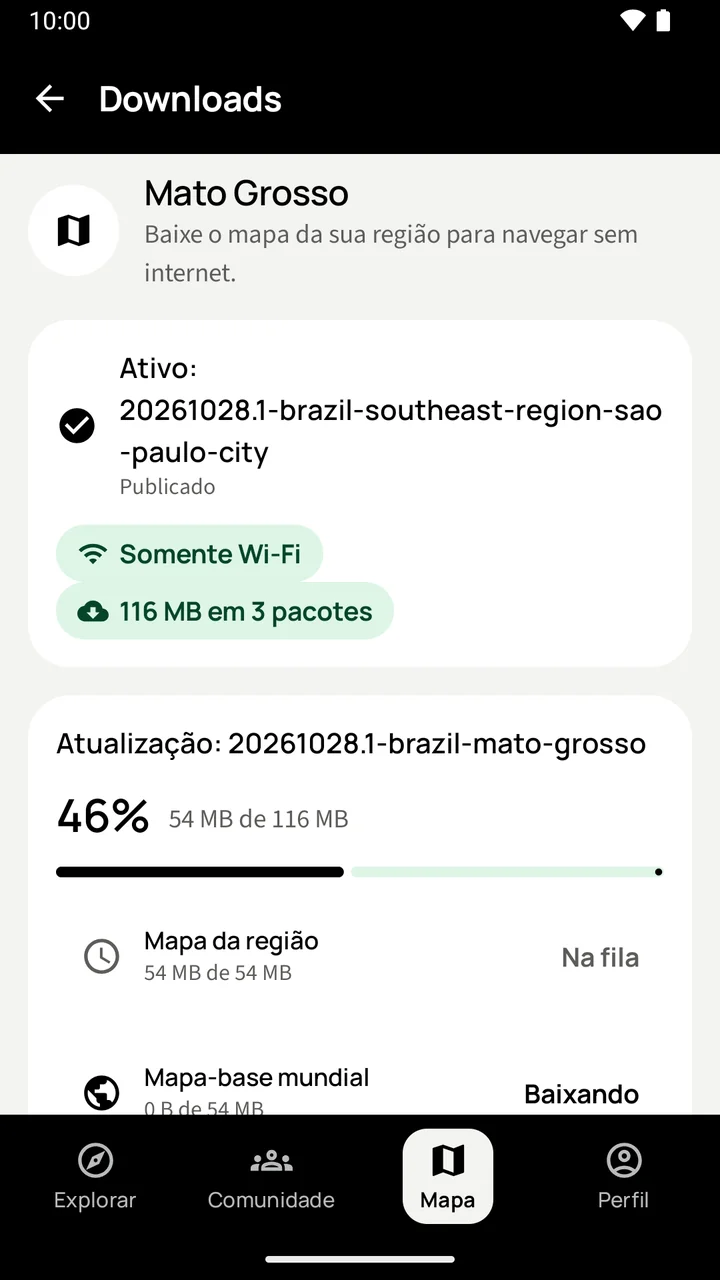 10:00
Downloads
Mato Grosso
Baixe o mapa da sua região para navegar sem
internet.
Ativo:
20261028.1-brazil-southeast-region-sao
-paulo-city
Publicado
Somente Wi-Fi
116 MB em 3 pacotes
Atualização: 20261028.1-brazil-mato-grosso
46% 54 MB de 116 MB
Mapa da região
54 MB de 54 MB
Na fila
Mapa-base mundial
0 B de 54 MB
Baixando
Explorar
Comunidade
Mapa
Perfil